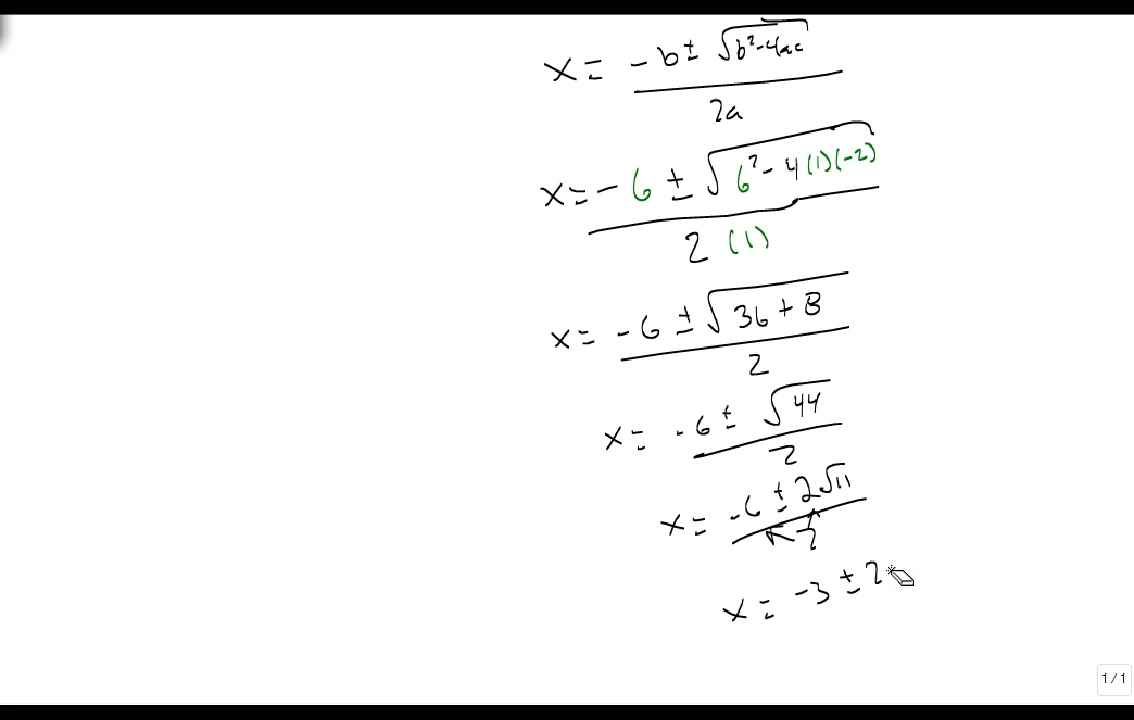 x = -b ± √b²-4ac
2a
x = -6 ± √6²-4(1)(-2)
2(1)
x = -6 ± √36+8
2
x = -6 ± √44
2
x = -6 ± 2√11
2
x = -3 ± 2
1/1